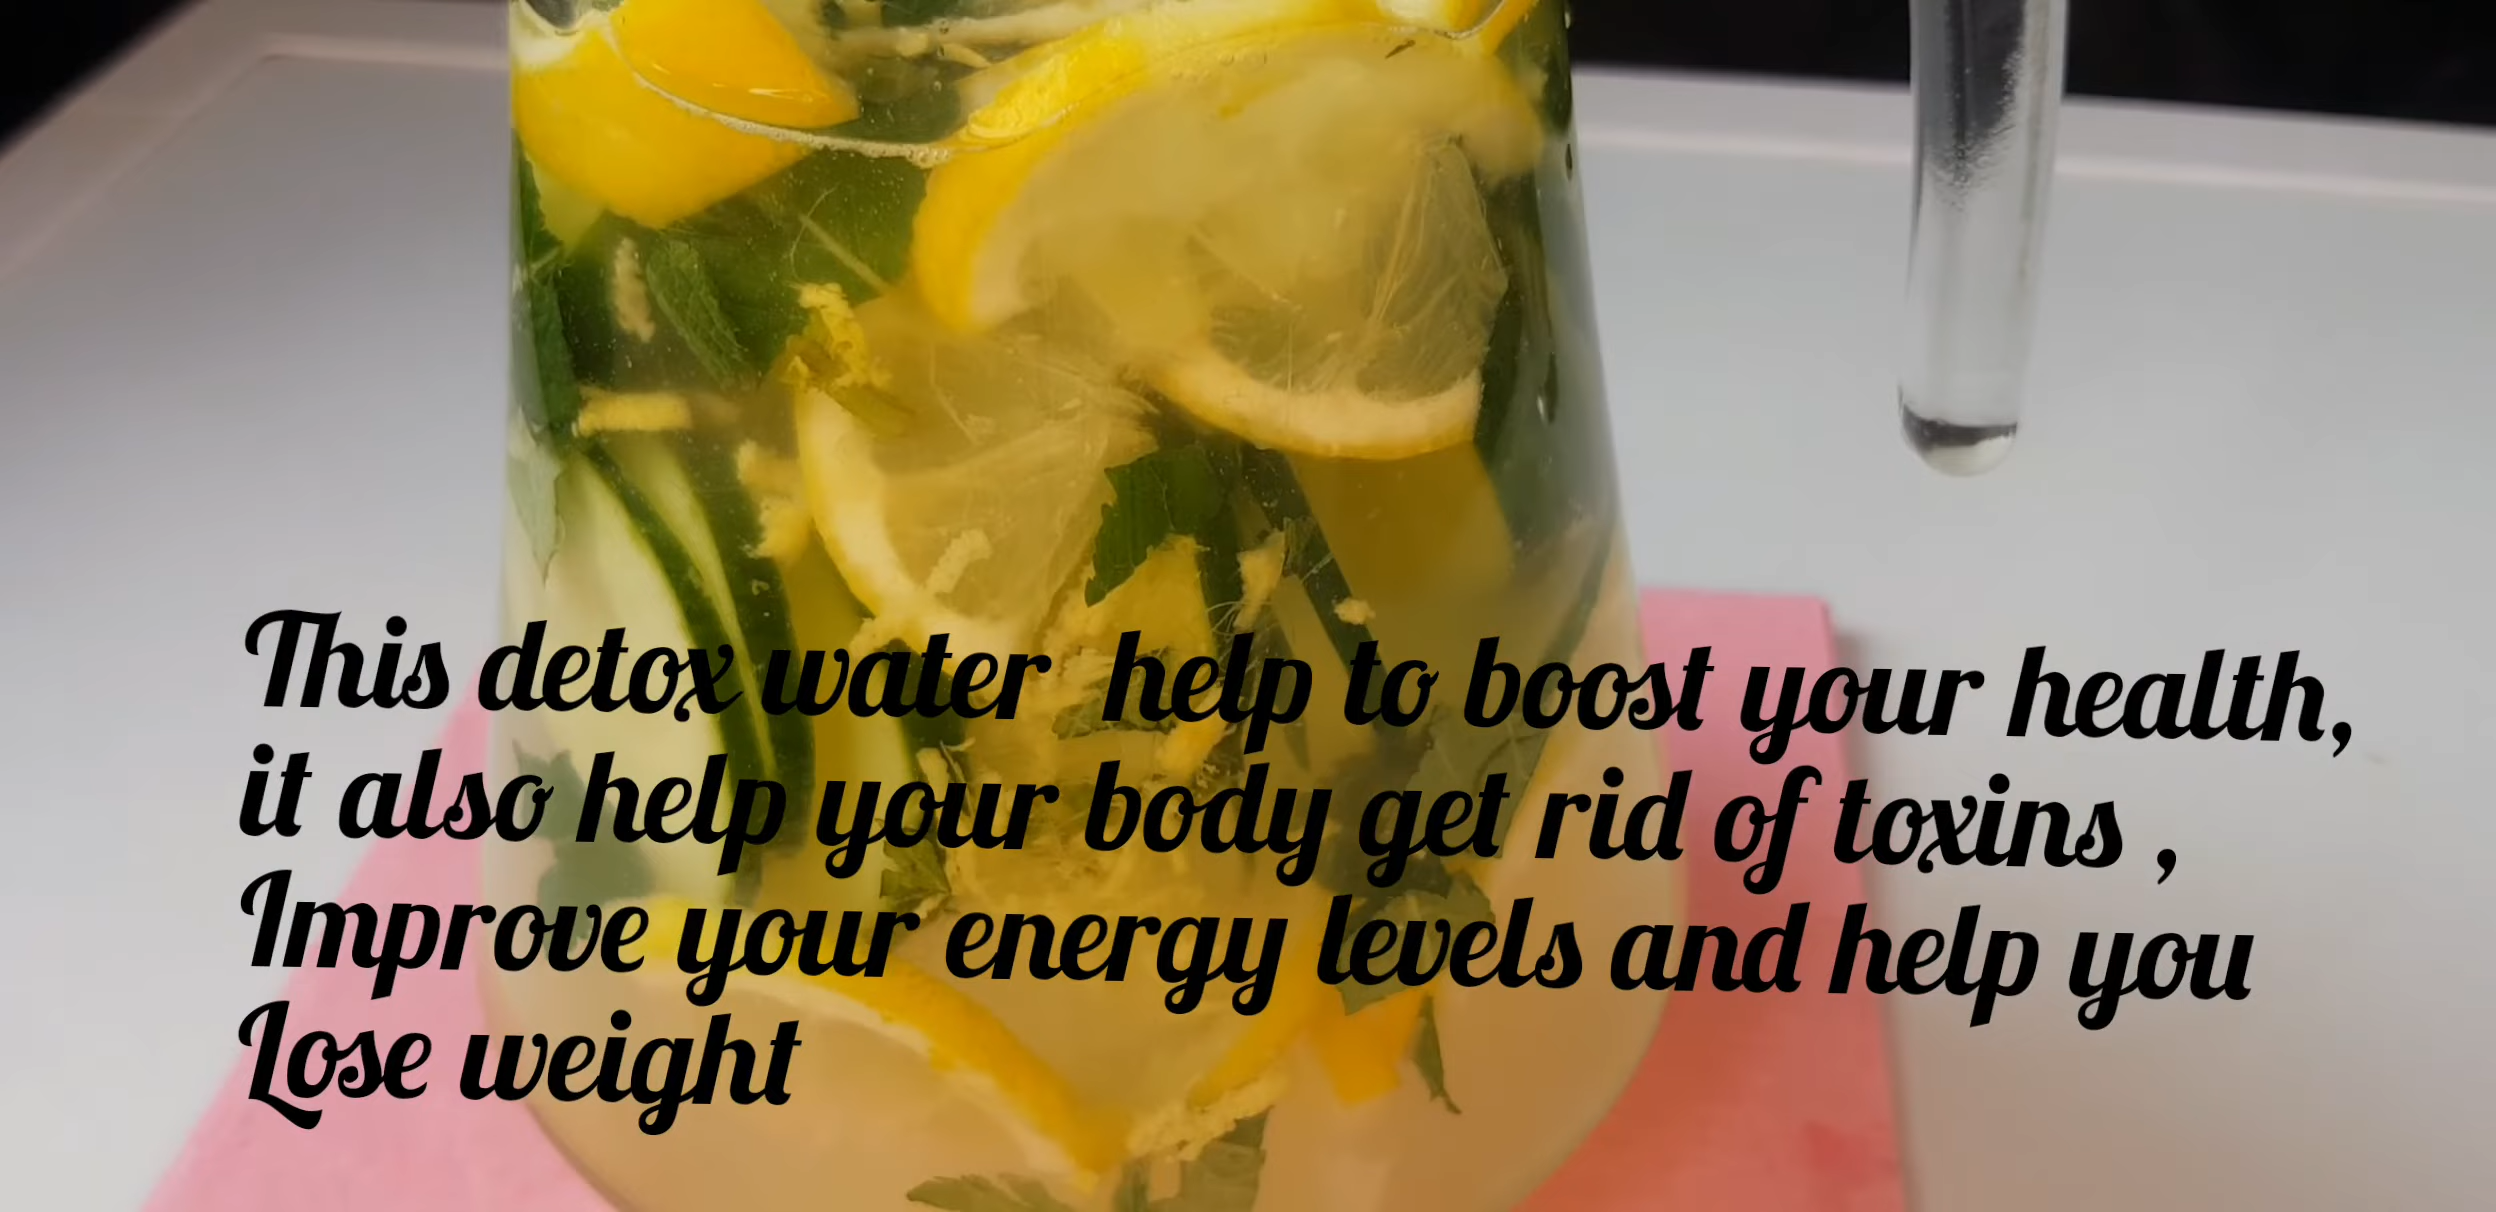 This detox water help to boost your health,
it also help your body get rid of toxins ,
Improve your energy levels and help you
Lose weight